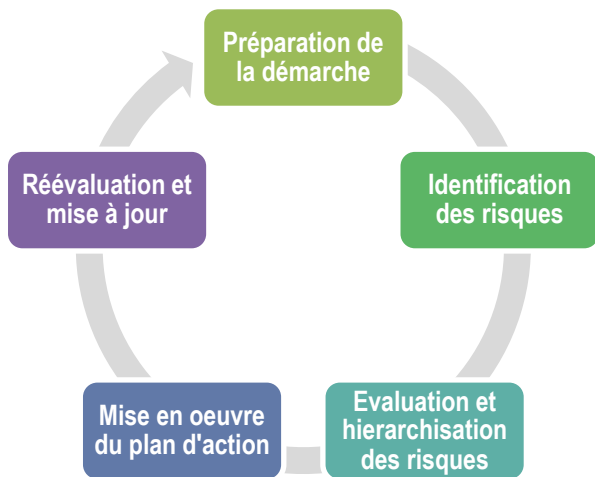 Préparation de
la démarche
Identification
des risques
Evaluation et
hierarchisation
des risques
Mise en oeuvre
du plan d'action
Réévaluation et
mise à jour